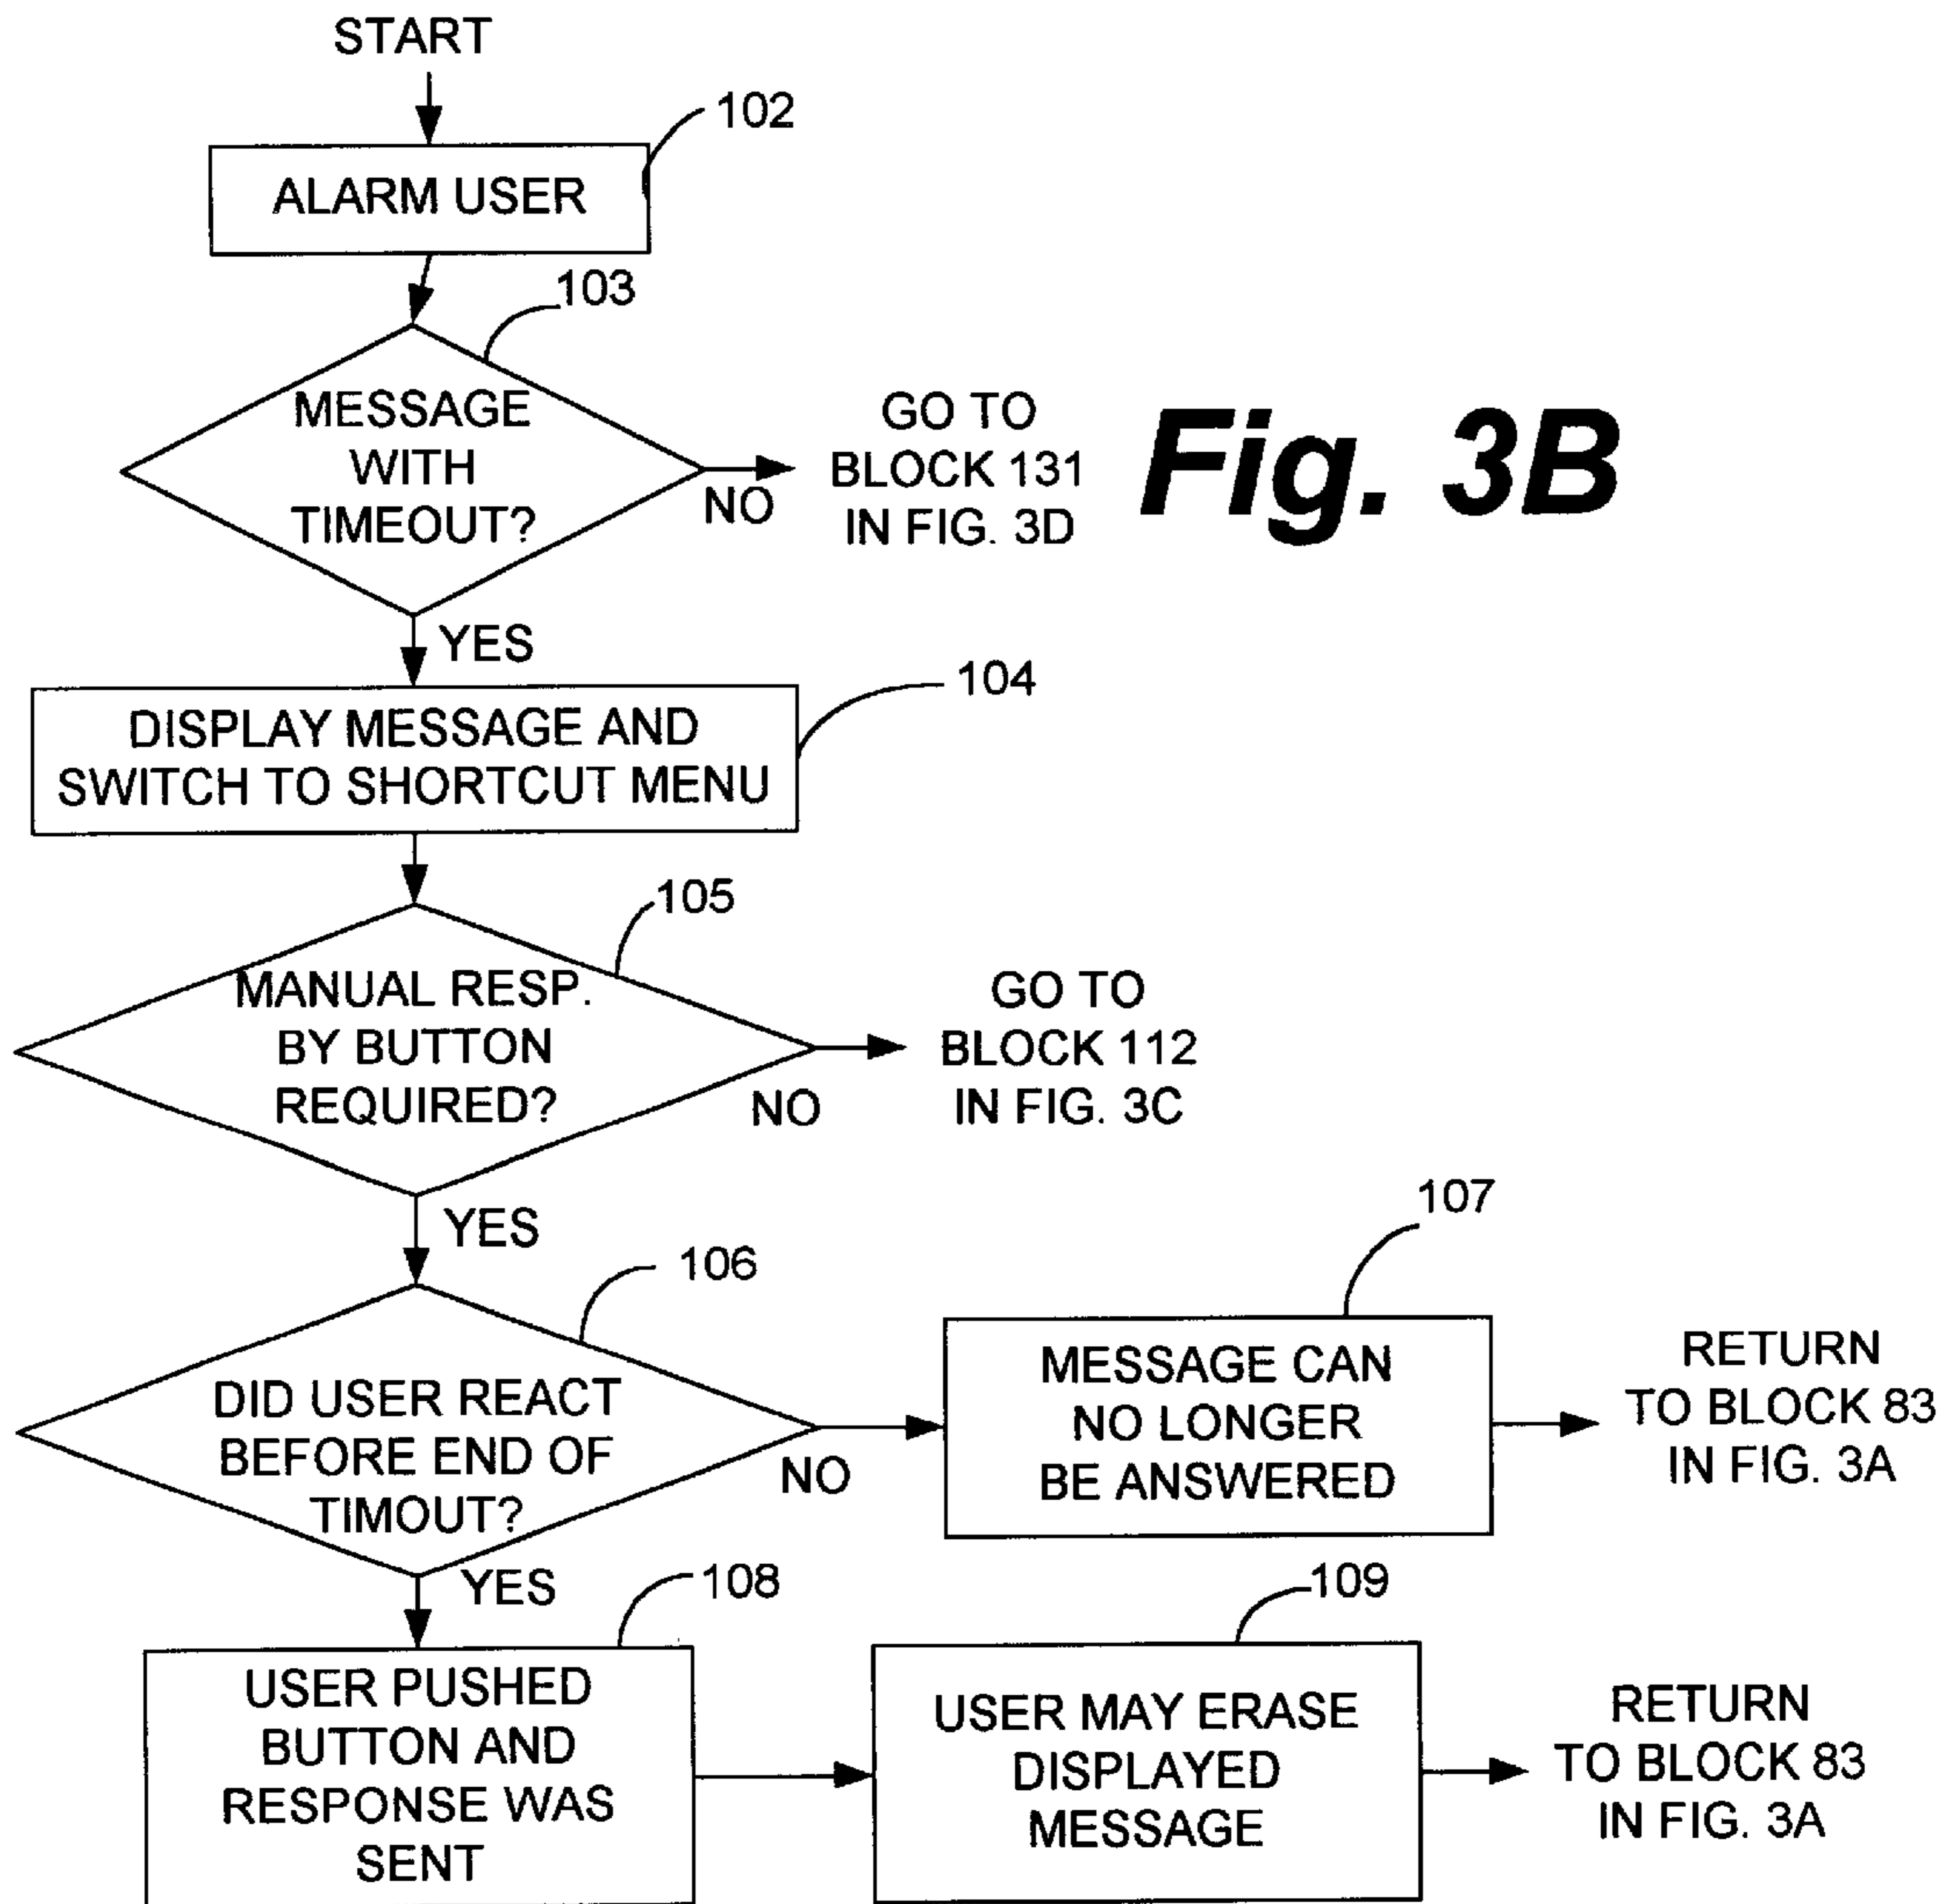 START
102
ALARM USER
103
MESSAGE
WITH
TIMEOUT?
NO
GO TO
BLOCK 131
IN FIG. 3D
Fig. 3B
YES
104
DISPLAY MESSAGE AND
SWITCH TO SHORTCUT MENU
105
MANUAL RESP.
BY BUTTON
REQUIRED?
NO
GO TO
BLOCK 112
IN FIG. 3C
YES
106
DID USER REACT
BEFORE END OF
TIMOUT?
NO
107
MESSAGE CAN
NO LONGER
BE ANSWERED
RETURN
TO BLOCK 83
IN FIG. 3A
YES
108
USER PUSHED
BUTTON AND
RESPONSE WAS
SENT
109
USER MAY ERASE
DISPLAYED
MESSAGE
RETURN
TO BLOCK 83
IN FIG. 3A